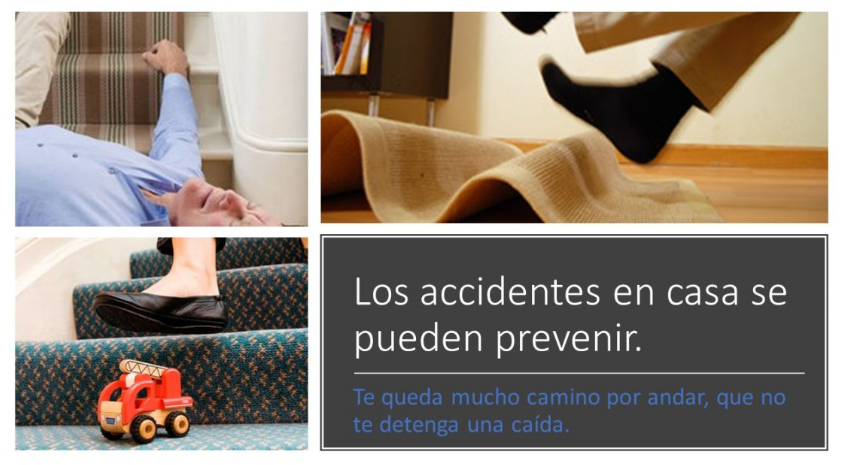 Los accidentes en casa se
pueden prevenir.
Te queda mucho camino por andar, que no
te detenga una caída.